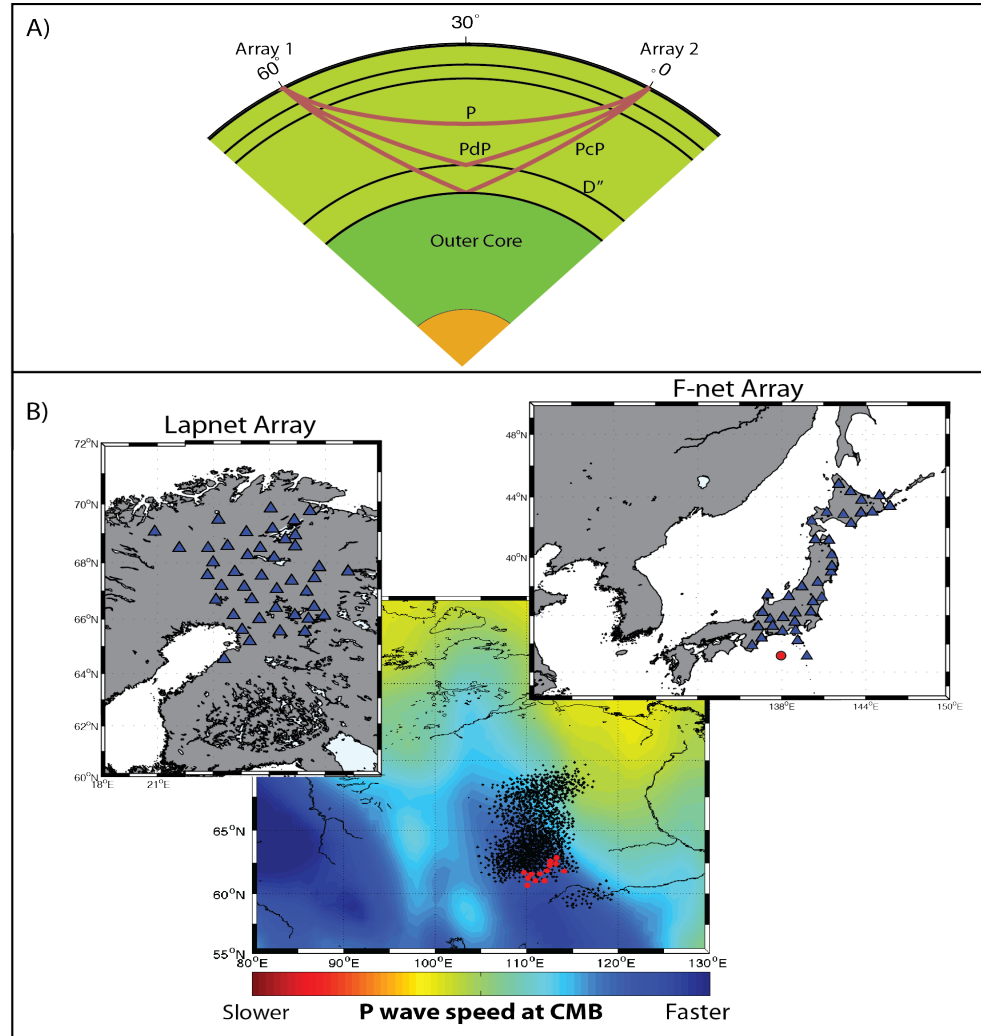 A)
30°
Array 1
Array 2
60°
0°
P
PdP
PcP
D"
Outer Core
B)
F-net Array
Lapnet Array
72°N
70°N
68°N
66°N
64°N
62°N
60°N
18°E
21°E
48°N
44°N
40°N
138°E
144°E
150°E
65°N
60°N
55°N
80°E
90°E
100°E
110°E
120°E
130°E
Slower
P wave speed at CMB
Faster